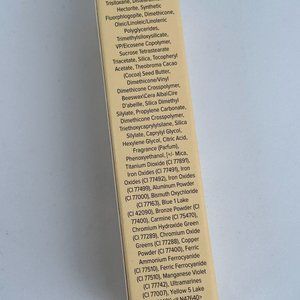 Trisiloxane,
Hectorite, Synthetic
Fluorphlogopite, Dimethicone,
Oleic/Linoleic/Linolenic
Polyglycerides,
Trimethylsiloxysilicate,
VP/Eicosene Copolymer,
Sucrose Tetrastearate
Triacetate, Silica, Tocopheryl
Acetate, Theobroma Cacao
(Cocoa) Seed Butter,
Dimethicone/Vinyl
Dimethicone Crosspolymer,
Beeswax\Cera Alba\Cire
D'abeille, Silica Dimethyl
Silylate, Propylene Carbonate,
Dimethicone Crosspolymer,
Triethoxycaprylylsilane, Silica
Silylate, Caprylyl Glycol,
Hexylene Glycol, Citric Acid,
Fragrance (Parfum),
Phenoxyethanol, [+/- Mica,
Titanium Dioxide (CI 77891),
Iron Oxides (CI 77491), Iron
Oxides (CI 77492), Iron Oxides
(CI 77499), Aluminum Powder
(CI 77000), Bismuth Oxychloride
(CI 77163), Blue 1 Lake
(CI 42090), Bronze Powder (CI
77400), Carmine (CI 75470),
Chromium Hydroxide Green
(CI 77289), Chromium Oxide
Greens (CI 77288), Copper
Powder (CI 77400), Ferric
Ammonium Ferrocyanide
(CI 77510), Ferric Ferrocyanide
(CI 77510), Manganese Violet
(CI 77742), Ultramarines
(CI 77007), Yellow 5 Lake